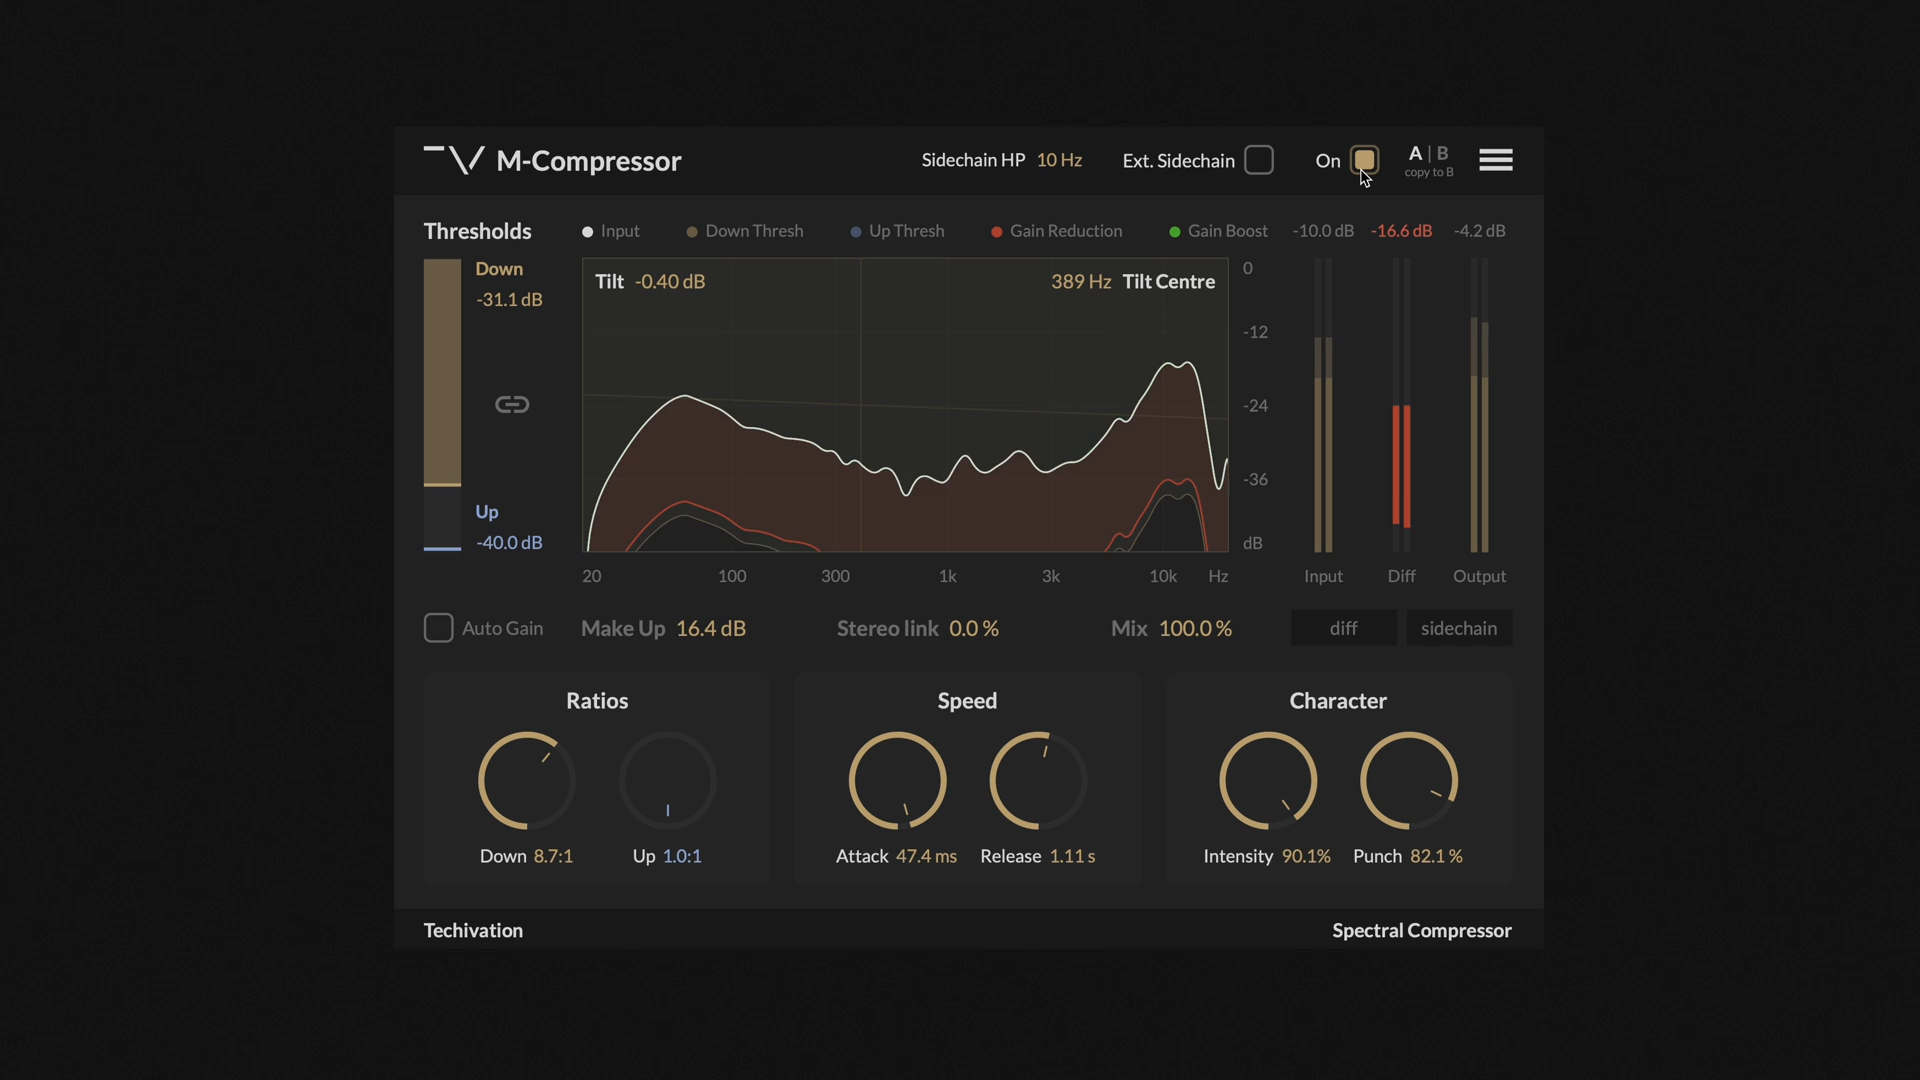 M-Compressor
Sidechain HP 10 Hz
Ext. Sidechain
On
A | B
copy to B
Thresholds
Input
Down Thresh
Up Thresh
Gain Reduction
Gain Boost
-10.0 dB
-16.6 dB
-4.2 dB
Down
-31.1 dB
Up
-40.0 dB
Tilt -0.40 dB
389 Hz Tilt Centre
0
-12
-24
-36
dB
20
100
300
1k
3k
10k
Hz
Input
Diff
Output
Auto Gain
Make Up 16.4 dB
Stereo link 0.0 %
Mix 100.0 %
diff
sidechain
Ratios
Down 8.7:1
Up 1.0:1
Speed
Attack 47.4 ms
Release 1.11 s
Character
Intensity 90.1%
Punch 82.1 %
Techivation
Spectral Compressor